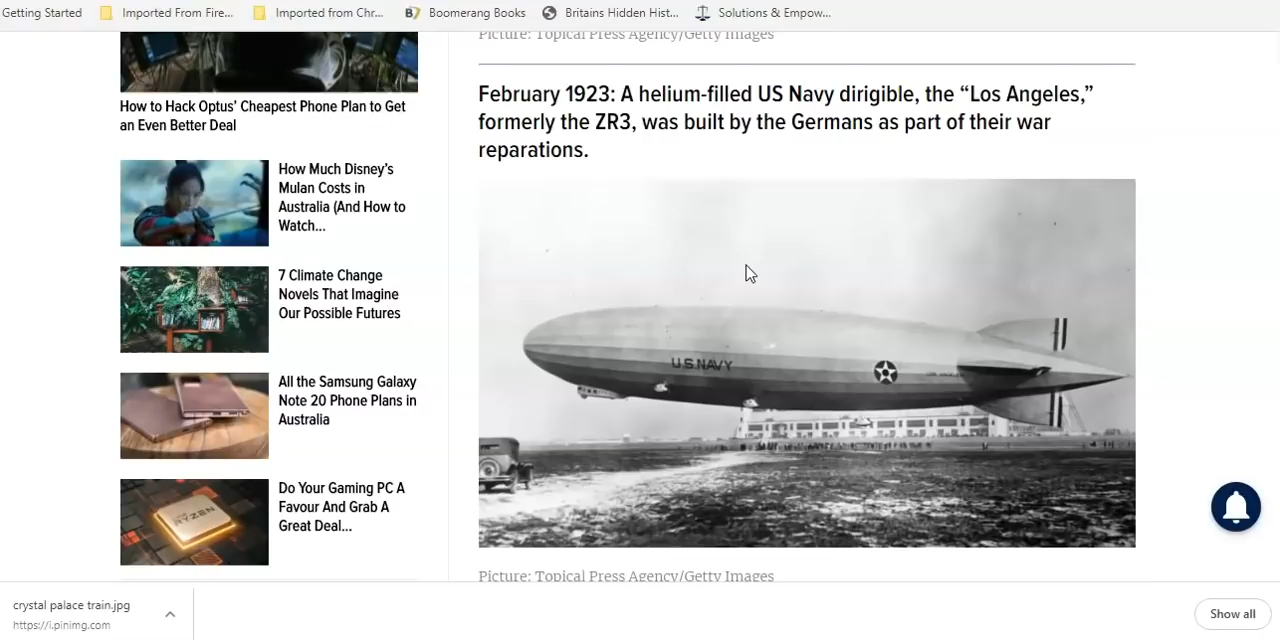 Getting Started
Imported From Fire...
Imported from Chr...
Boomerang Books
Britains Hidden Hist...
Solutions & Empow...
How to Hack Optus' Cheapest Phone Plan to Get
an Even Better Deal
How Much Disney's
Mulan Costs in
Australia (And How to
Watch...
7 Climate Change
Novels That Imagine
Our Possible Futures
All the Samsung Galaxy
Note 20 Phone Plans in
Australia
Do Your Gaming PC A
Favour And Grab A
Great Deal...
RYZEN
Picture: Topical Press Agency/Getty Images
February 1923: A helium-filled US Navy dirigible, the “Los Angeles,”
formerly the ZR3, was built by the Germans as part of their war
reparations.
U.S. NAVY
Picture: Topical Press Agency/Getty Images
crystal palace train.jpg
https://i.pinimg.com
Show all